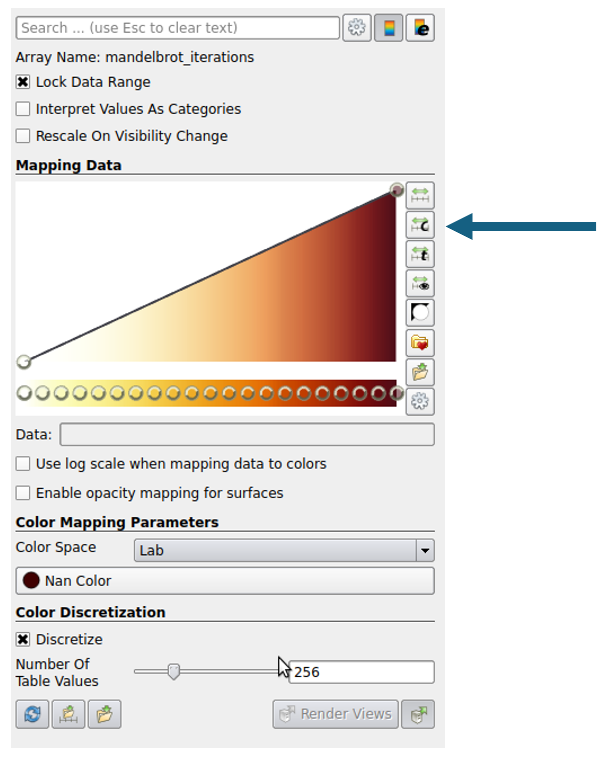 Search ... (use Esc to clear text)
Array Name: mandelbrot_iterations
Lock Data Range
Interpret Values As Categories
Rescale On Visibility Change
Mapping Data
Data:
Use log scale when mapping data to colors
Enable opacity mapping for surfaces
Color Mapping Parameters
Color Space
Lab
Nan Color
Color Discretization
Discretize
Number Of
Table Values
256
Render Views